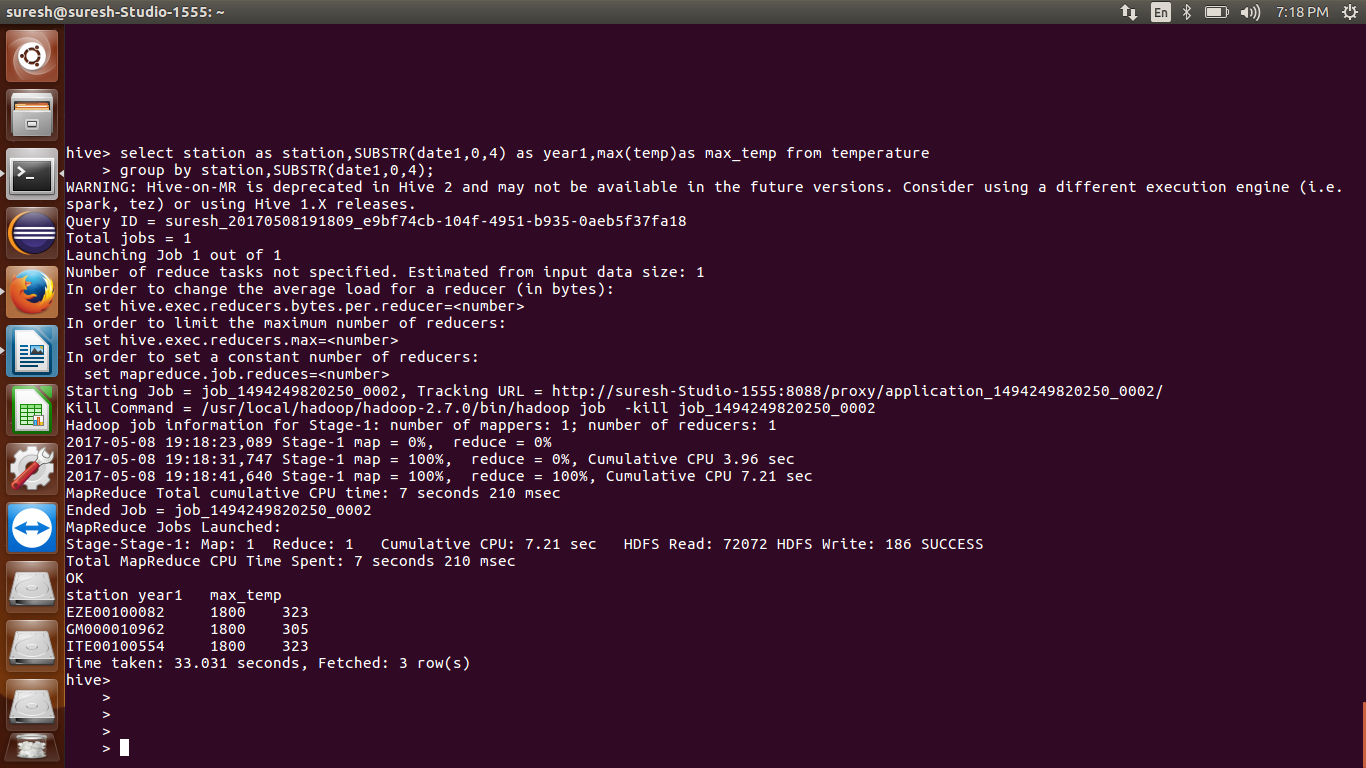 suresh@suresh-Studio-1555: ~
En
7:18 PM
hive> select station as station,SUBSTR(date1,0,4) as year1,max(temp)as max_temp from temperature
    > group by station,SUBSTR(date1,0,4);
WARNING: Hive-on-MR is deprecated in Hive 2 and may not be available in the future versions. Consider using a different execution engine (i.e.
spark, tez) or using Hive 1.X releases.
Query ID = suresh_20170508191809_e9bf74cb-104f-4951-b935-0aeb5f37fa18
Total jobs = 1
Launching Job 1 out of 1
Number of reduce tasks not specified. Estimated from input data size: 1
In order to change the average load for a reducer (in bytes):
  set hive.exec.reducers.bytes.per.reducer=<number>
In order to limit the maximum number of reducers:
  set hive.exec.reducers.max=<number>
In order to set a constant number of reducers:
  set mapreduce.job.reduces=<number>
Starting Job = job_1494249820250_0002, Tracking URL = http://suresh-Studio-1555:8088/proxy/application_1494249820250_0002/
Kill Command = /usr/local/hadoop/hadoop-2.7.0/bin/hadoop job  -kill job_1494249820250_0002
Hadoop job information for Stage-1: number of mappers: 1; number of reducers: 1
2017-05-08 19:18:23,089 Stage-1 map = 0%,  reduce = 0%
2017-05-08 19:18:31,747 Stage-1 map = 100%,  reduce = 0%, Cumulative CPU 3.96 sec
2017-05-08 19:18:41,640 Stage-1 map = 100%,  reduce = 100%, Cumulative CPU 7.21 sec
MapReduce Total cumulative CPU time: 7 seconds 210 msec
Ended Job = job_1494249820250_0002
MapReduce Jobs Launched:
Stage-Stage-1: Map: 1  Reduce: 1   Cumulative CPU: 7.21 sec   HDFS Read: 72072 HDFS Write: 186 SUCCESS
Total MapReduce CPU Time Spent: 7 seconds 210 msec
OK
station year1   max_temp
EZE00100082     1800    323
GM000010962     1800    305
ITE00100554     1800    323
Time taken: 33.031 seconds, Fetched: 3 row(s)
hive>
    >
    >
    >
    >